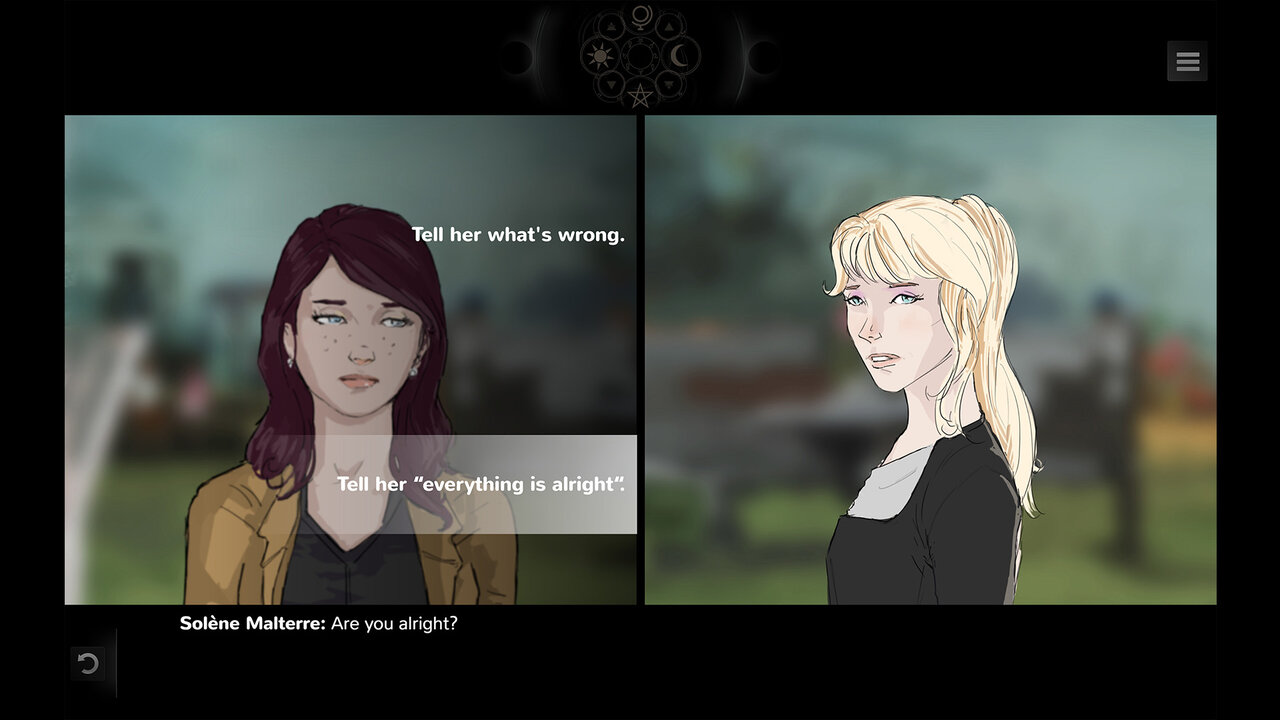 Tell her what's wrong.
Tell her “everything is alright“.
Solène Malterre: Are you alright?